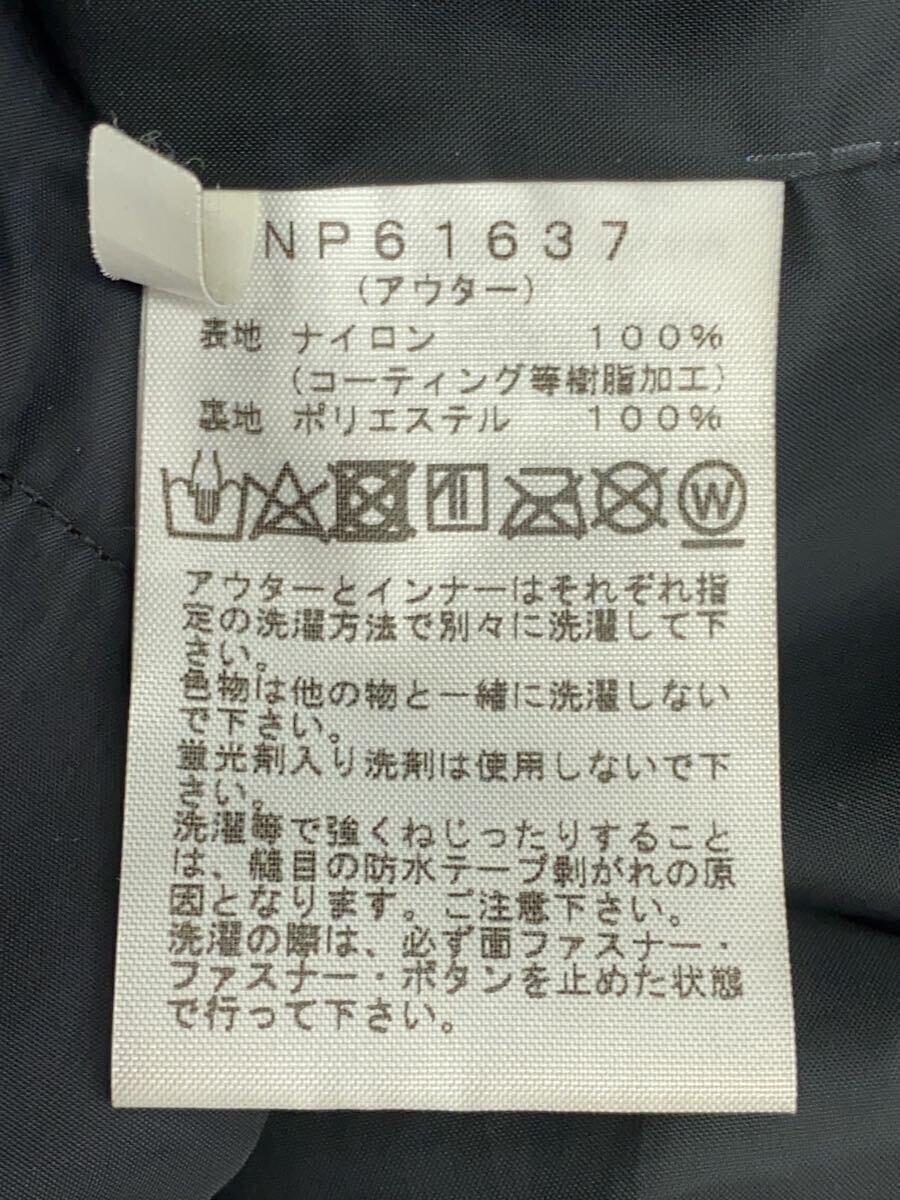 NP61637
(アウター)
表地 ナイロン 100%
(コーティング等樹脂加工)
裏地 ポリエステル 100%
W
アウターとインナーはそれぞれ指
定の洗濯方法で別々に洗濯して下
さい。
色物は他の物と一緒に洗濯しない
で下さい。
蛍光剤入り洗剤は使用しないで下
さい。
洗濯等で強くねじったりすること
は、縫目の防水テープ剝がれの原
因となります。ご注意下さい。
洗濯の際は、必ず面ファスナー・
ファスナー・ボタンを止めた状態
で行って下さい。